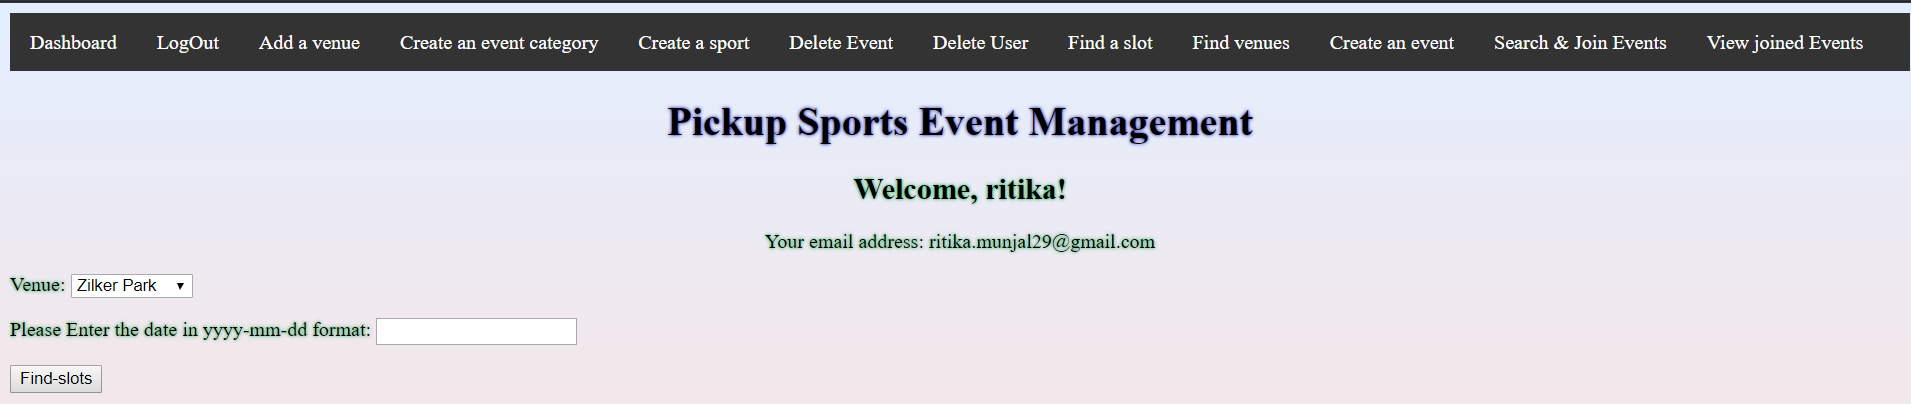 Dashboard LogOut Add a venue Create an event category Create a sport Delete Event Delete User Find a slot Find venues Create an event Search & Join Events View joined Events
Pickup Sports Event Management
Welcome, ritika!
Your email address: ritika.munjal29@gmail.com
Venue: Zilker Park
Please Enter the date in yyyy-mm-dd format:
Find-slots